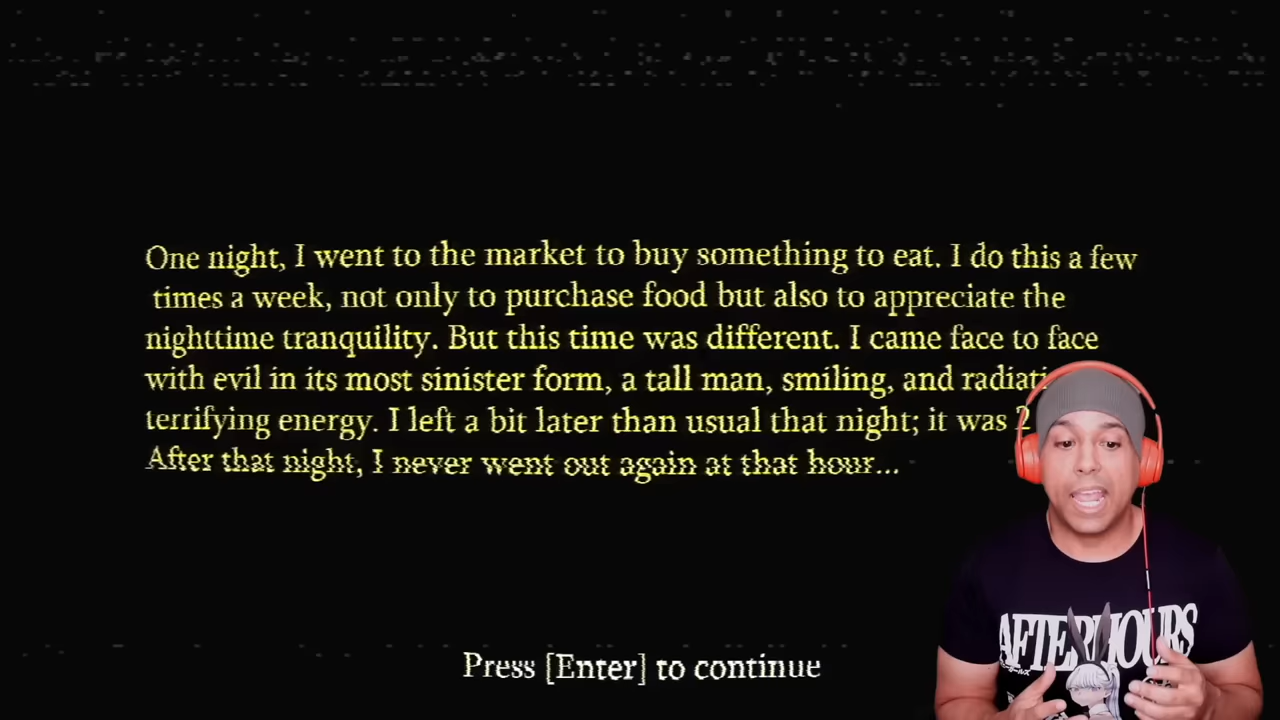 One night, I went to the market to buy something to eat. I do this a few
times a week, not only to purchase food but also to appreciate the
nighttime tranquility. But this time was different. I came face to face
with evil in its most sinister form, a tall man, smiling, and radiati
terrifying energy. I left a bit later than usual that night; it was 2
After that night, I never went out again at that hour...
Press [Enter] to continue
AFTERHOURS